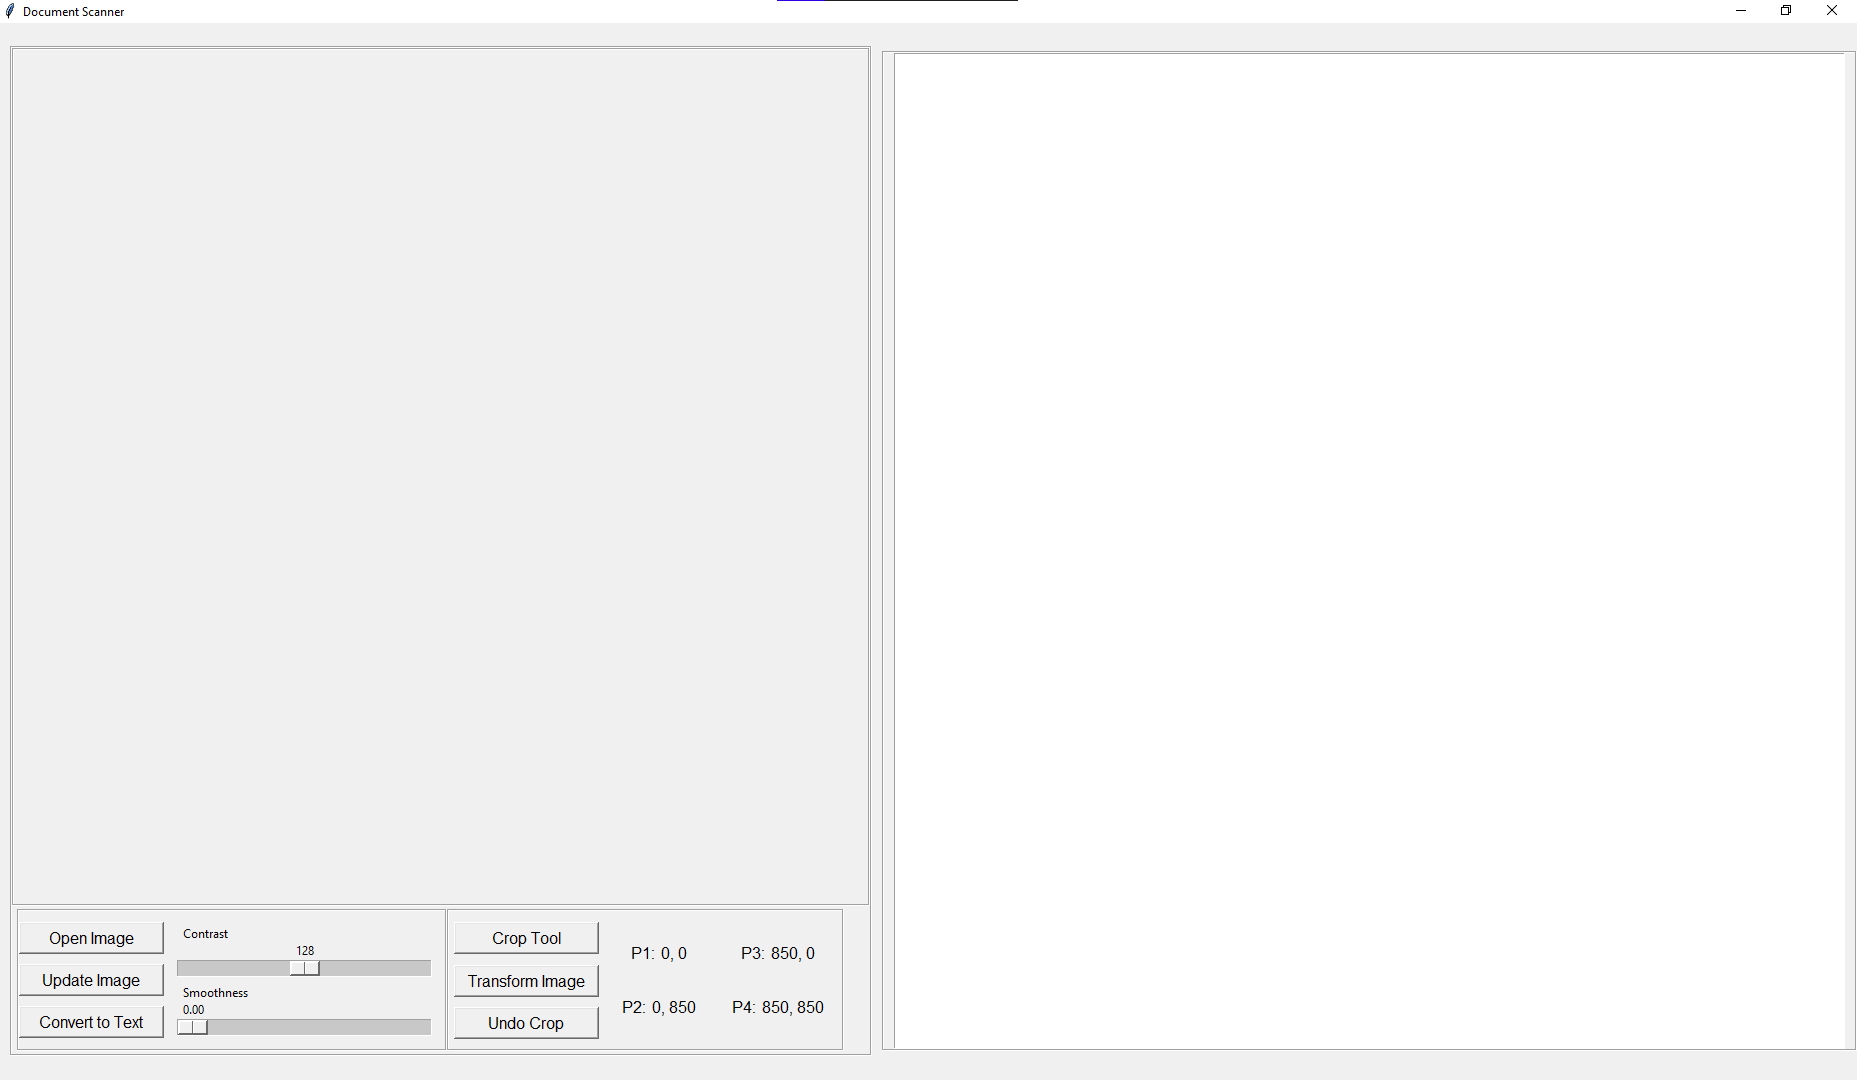 Document Scanner
Open Image
Update Image
Convert to Text
Contrast
128
Smoothness
0.00
Crop Tool
Transform Image
Undo Crop
P1: 0, 0 P3: 850, 0
P2: 0, 850 P4: 850, 850